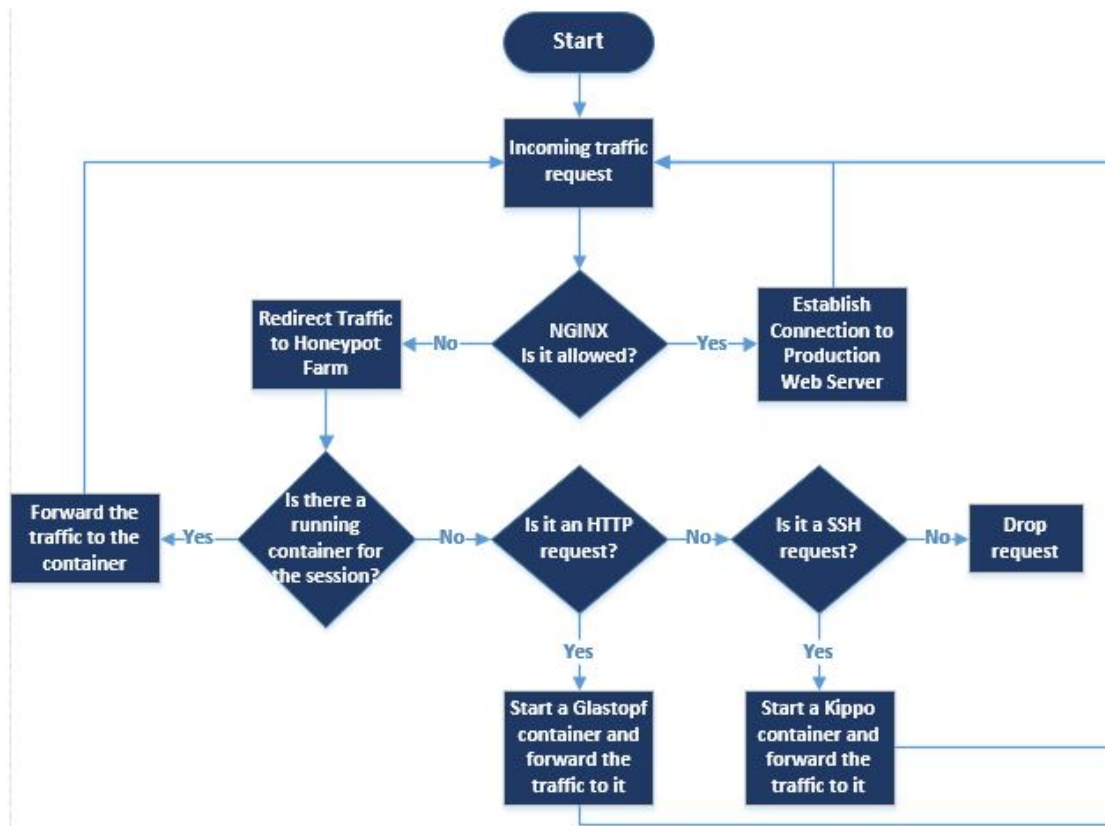 Start
Incoming traffic
request
NGINX
Is it allowed?
No
Yes
Redirect Traffic
to Honeypot
Farm
Establish
Connection to
Production
Web Server
Is there a
running
container for
the session?
Yes
No
Forward the
traffic to the
container
Is it an HTTP
request?
No
Is it a SSH
request?
No
Drop
request
Yes
Yes
Start a Glastopf
container and
forward the
traffic to it
Start a Kippo
container and
forward the
traffic to it